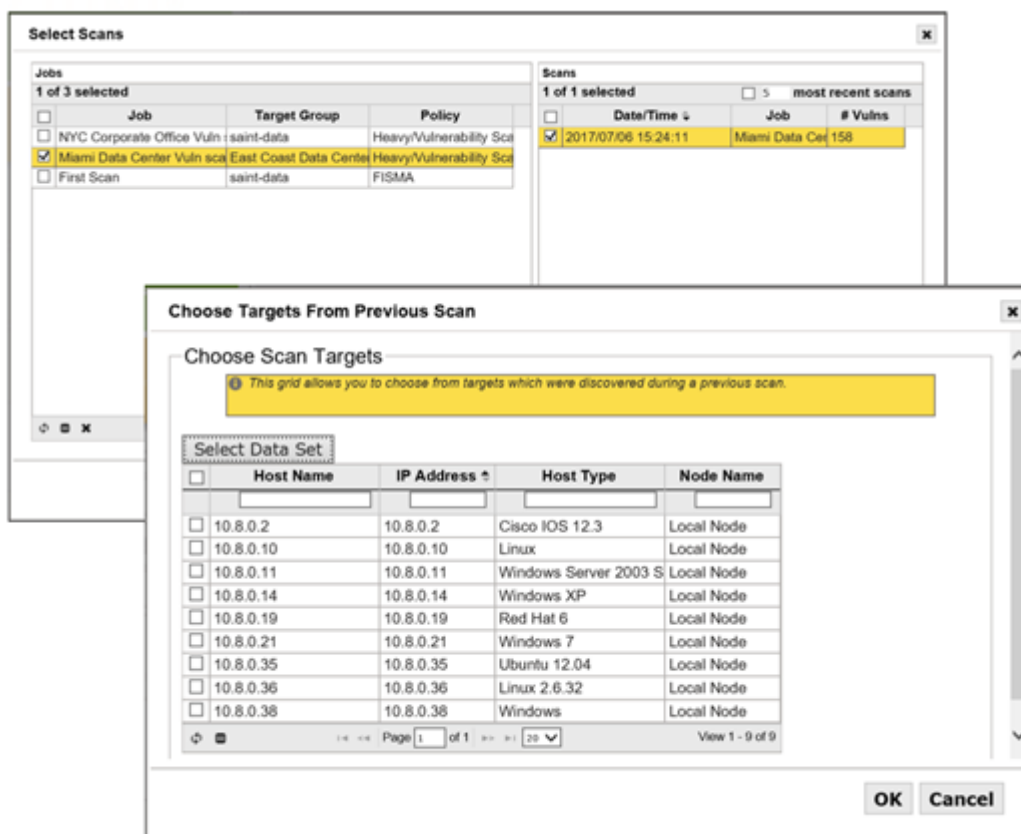 Select Scans
Jobs
1 of 3 selected
Job Target Group Policy
NYC Corporate Office Vuln saint-data Heavy/Vulnerability Sca
Miami Data Center Vuln sca East Coast Data Center Heavy/Vulnerability Sca
First Scan saint-data FISMA
Scans
1 of 1 selected 5 most recent scans
Date/Time Job # Vulns
2017/07/06 15:24:11 Miami Data Cen 158
Choose Targets From Previous Scan
Choose Scan Targets
This grid allows you to choose from targets which were discovered during a previous scan.
Select Data Set
Host Name IP Address Host Type Node Name
10.8.0.2 10.8.0.2 Cisco IOS 12.3 Local Node
10.8.0.10 10.8.0.10 Linux Local Node
10.8.0.11 10.8.0.11 Windows Server 2003 S Local Node
10.8.0.14 10.8.0.14 Windows XP Local Node
10.8.0.19 10.8.0.19 Red Hat 6 Local Node
10.8.0.21 10.8.0.21 Windows 7 Local Node
10.8.0.35 10.8.0.35 Ubuntu 12.04 Local Node
10.8.0.36 10.8.0.36 Linux 2.6.32 Local Node
10.8.0.38 10.8.0.38 Windows Local Node
Page 1 of 1 20 View 1 - 9 of 9
OK Cancel